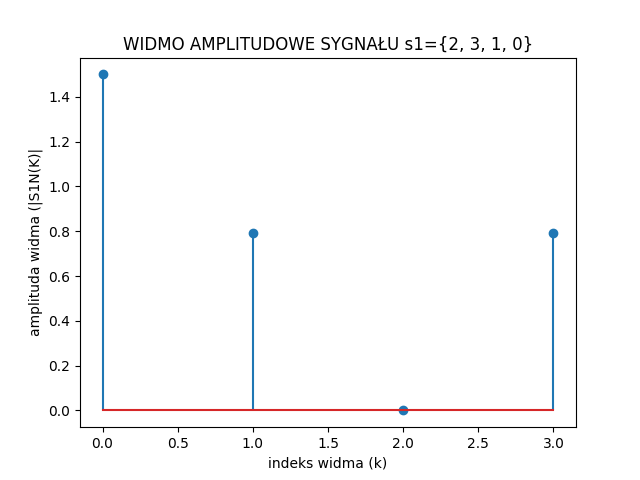 WIDMO AMPLITUDOWE SYGNAŁU s1={2, 3, 1, 0}
amplituda widma (|S1N(K)|
1.4
1.2
1.0
0.8
0.6
0.4
0.2
0.0
0.0 0.5 1.0 1.5 2.0 2.5 3.0
indeks widma (k)